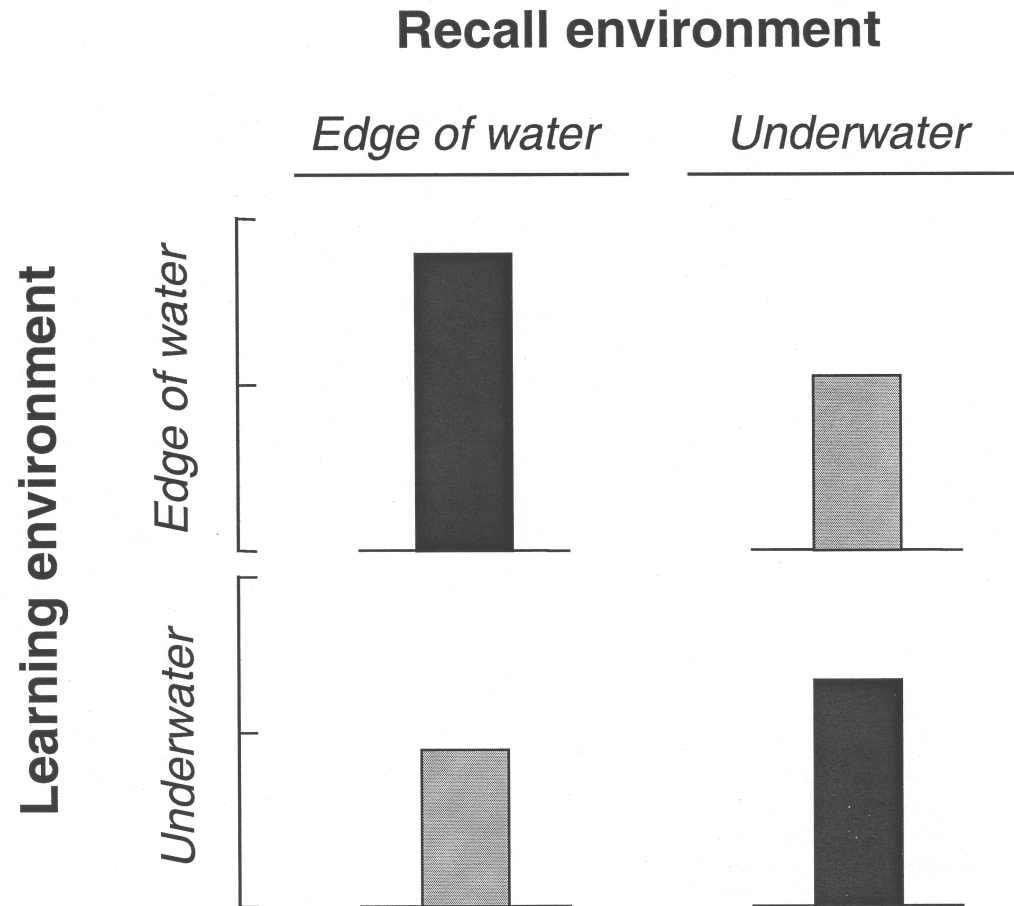 Recall environment
Edge of water
Underwater
Learning environment
Edge of water
Underwater